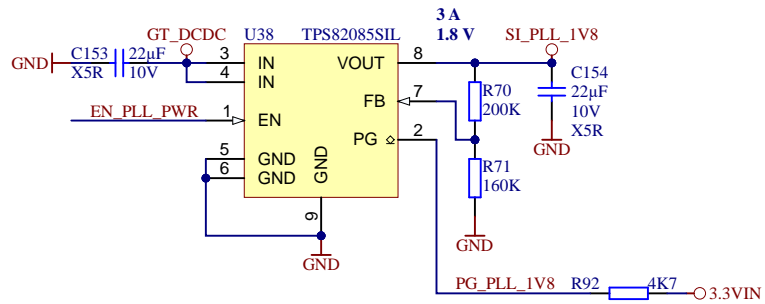 3 A
1.8 V
GT_DCDC U38 TPS82085SIL SI_PLL_1V8
C153 22µF
GND
X5R 10V
3 IN VOUT 8
4 IN
R70
200K
C154
22µF
10V
X5R
FB 7
EN_PLL_PWR 1 EN
PG 2
GND
5 GND
6 GND
GND
R71
160K
9
GND
GND
PG_PLL_1V8 R92 4K7 3.3VIN